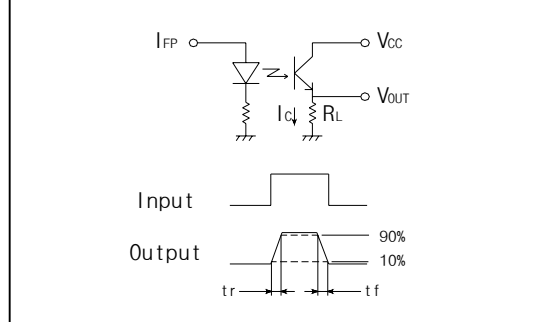 IFP
VCC
VOUT
IC
RL
Input
Output
90%
10%
tr
tf